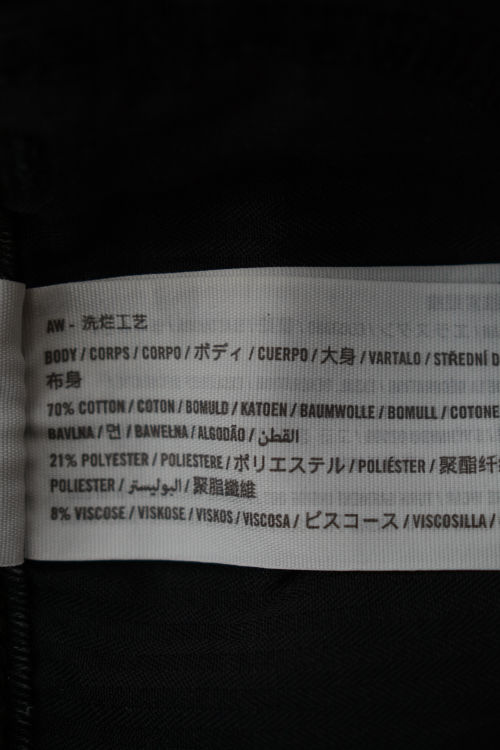 AW - 洗烂工艺
BODY / CORPS / CORPO / ボディ / CUERPO / 大身 / VARTALO / STŘEDNÍ D
布身
70% COTTON / COTON / BOMULD / KATOEN / BAUMWOLLE / BOMULL / COTONE
BAVLNA / 면 / BAWEŁNA / ALGODÃO / القطن
21% POLYESTER / POLIESTERE / ポリエステル / POLIÉSTER / 聚酯纤
POLIESTER / البوليستر / 聚脂纖維
8% VISCOSE / VISKOSE / VISKOS / VISCOSA / ビスコース / VISCOSILLA /